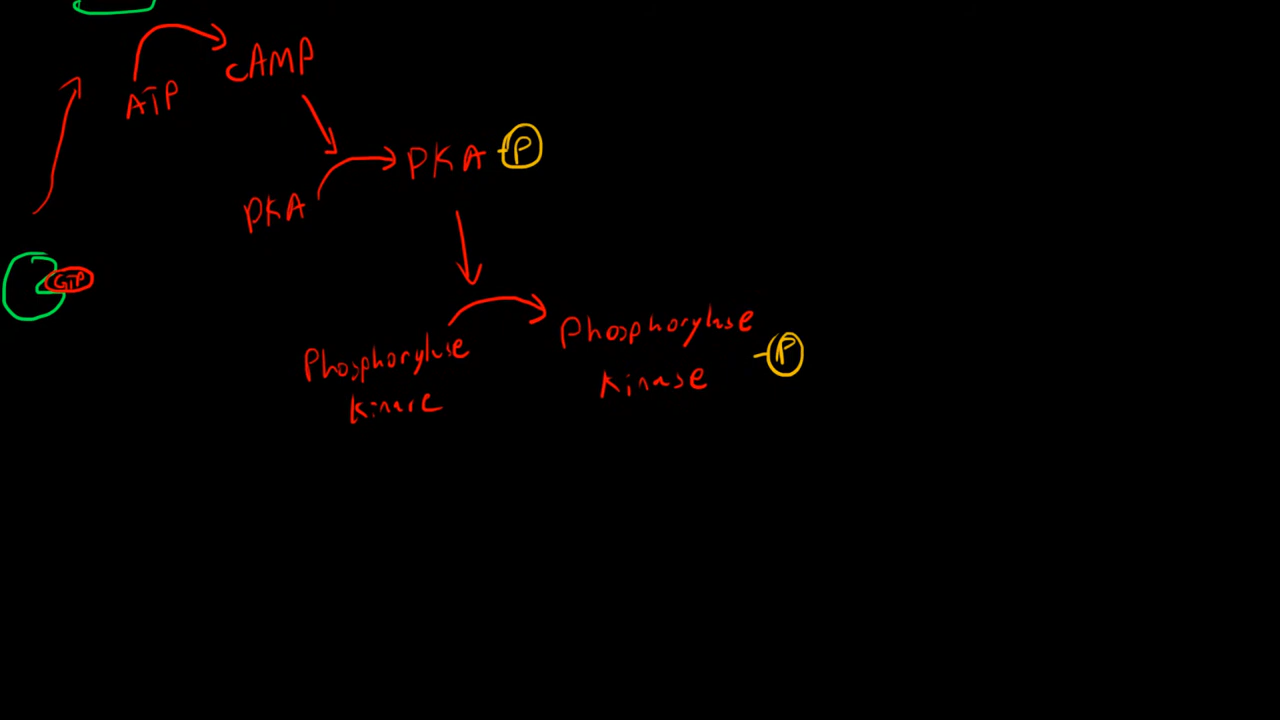 ATP
cAMP
PKA
P
PKA
GTP
Phosphorylase
Kinase
Phosphorylase
Kinase
P